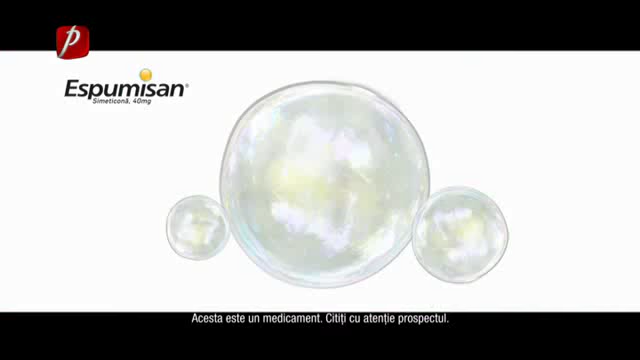 p
Espumisan®
Simeticonă, 40mg
Acesta este un medicament. Citiți cu atenție prospectul.